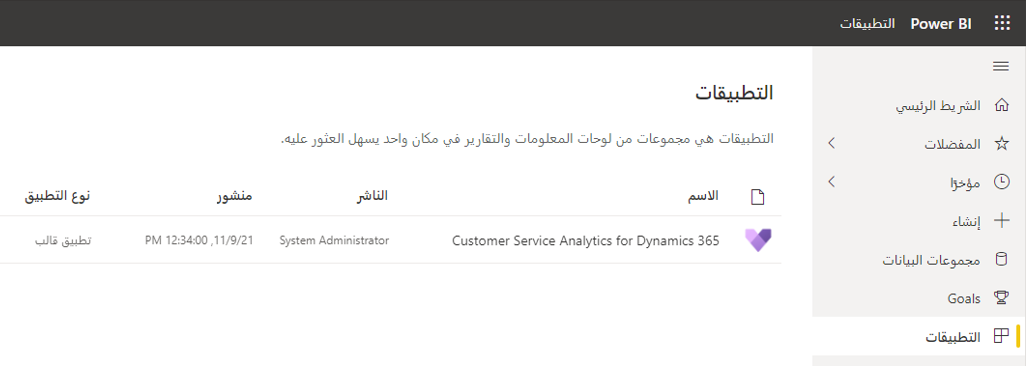 Power BI التطبيقات
الشريط الرئيسي
المفضلات
مؤخرًا
إنشاء
مجموعات البيانات
Goals
التطبيقات
التطبيقات
التطبيقات هي مجموعات من لوحات المعلومات والتقارير في مكان واحد يسهل العثور عليه.
الاسم الناشر منشور نوع التطبيق
Customer Service Analytics for Dynamics 365 System Administrator 11/9/21, 12:34:00 PM تطبيق قالب